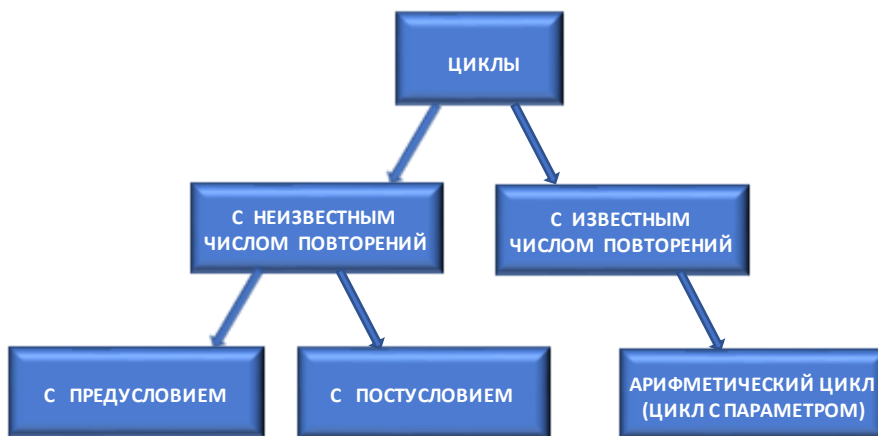 ЦИКЛЫ
С НЕИЗВЕСТНЫМ
ЧИСЛОМ ПОВТОРЕНИЙ
С ИЗВЕСТНЫМ
ЧИСЛОМ ПОВТОРЕНИЙ
С ПРЕДУСЛОВИЕМ
С ПОСТУСЛОВИЕМ
АРИФМЕТИЧЕСКИЙ ЦИКЛ
(ЦИКЛ С ПАРАМЕТРОМ)